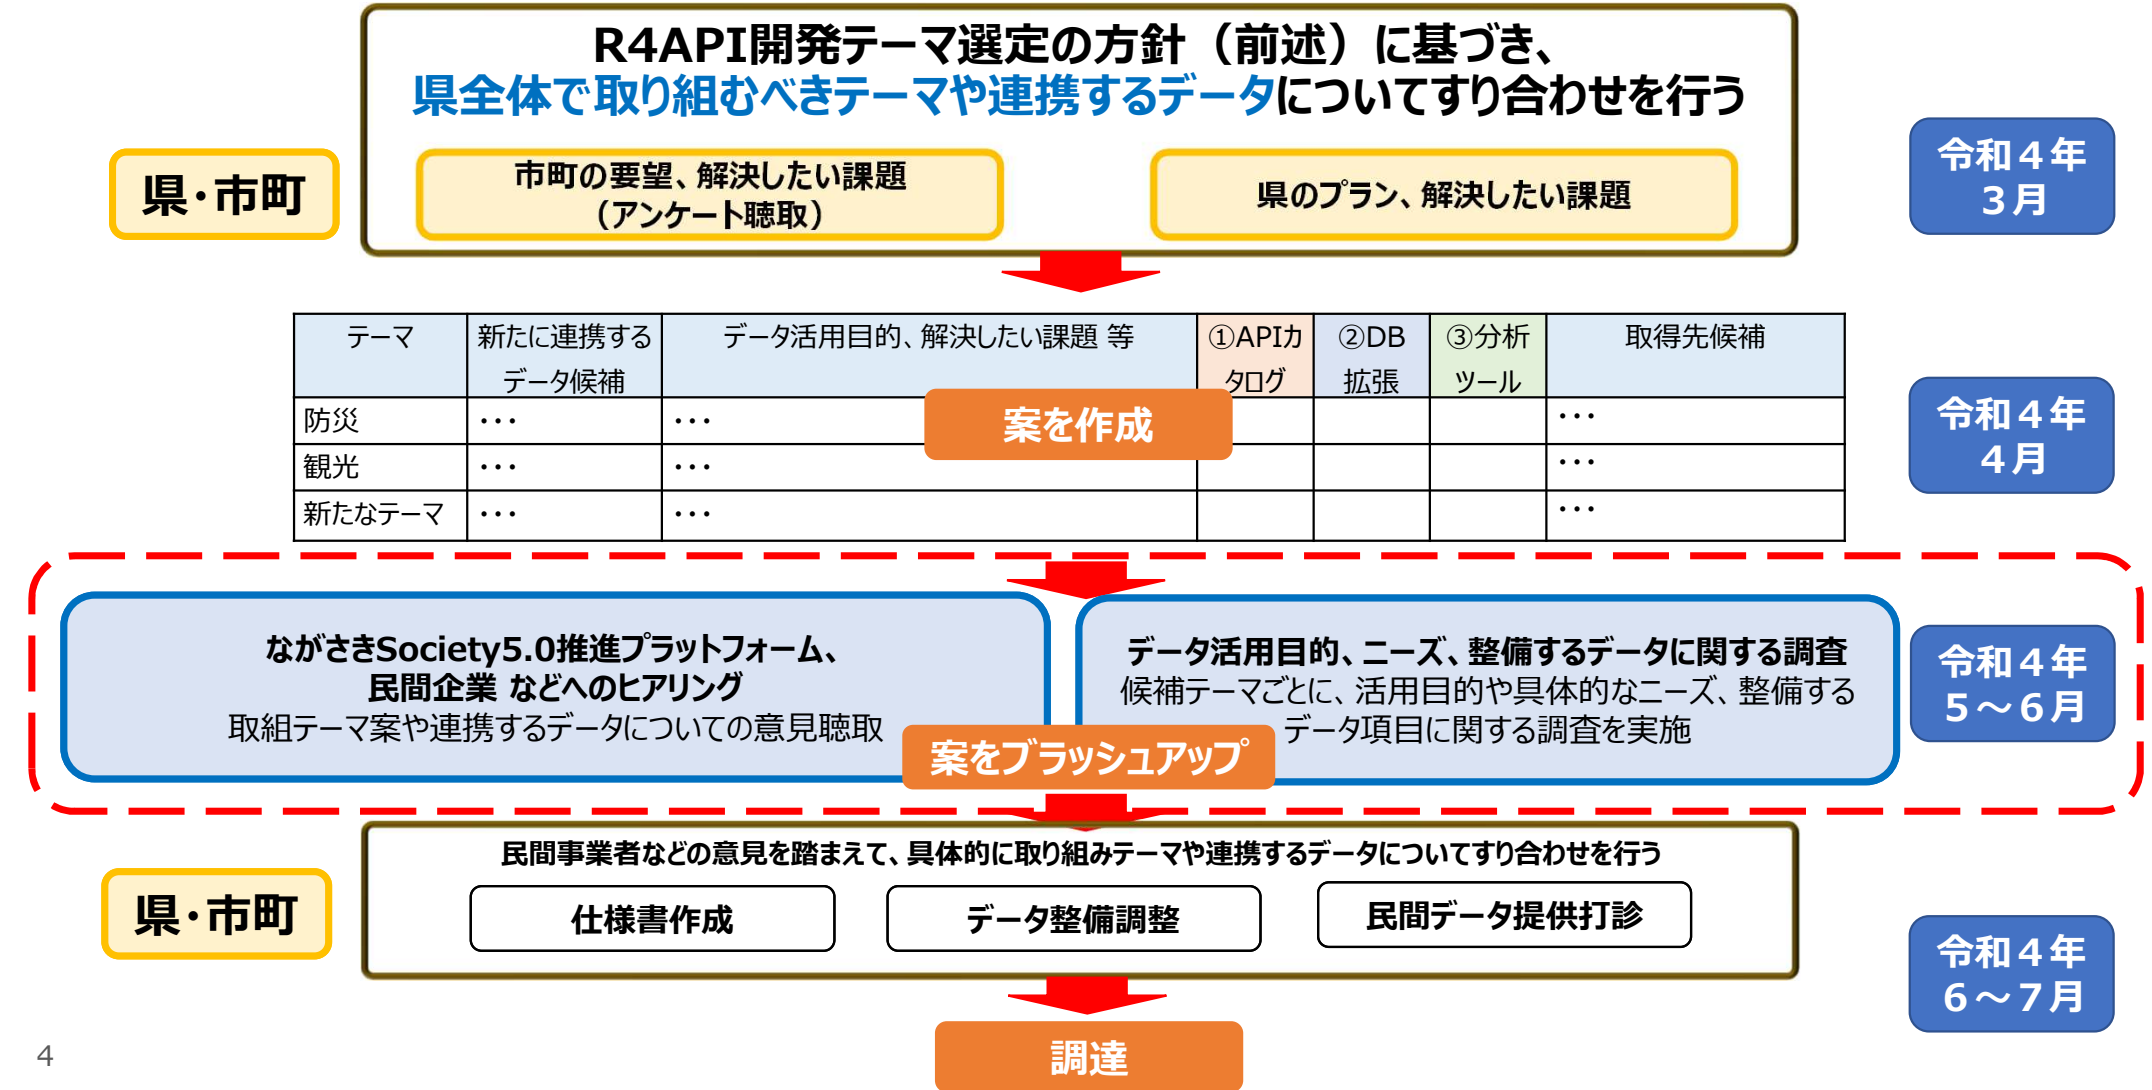 R4API開発テーマ選定の方針（前述）に基づき、
県全体で取り組むべきテーマや連携するデータについてすり合わせを行う
県・市町
市町の要望、解決したい課題
（アンケート聴取）
県のプラン、解決したい課題
令和４年
３月
テーマ
新たに連携する
データ候補
データ活用目的、解決したい課題 等
①APIカ
タログ
②DB
拡張
③分析
ツール
取得先候補
防災
・・・
・・・
・・・
観光
・・・
・・・
・・・
新たなテーマ
・・・
・・・
・・・
案を作成
令和４年
４月
ながさきSociety5.0推進プラットフォーム、
民間企業 などへのヒアリング
取組テーマ案や連携するデータについての意見聴取
データ活用目的、ニーズ、整備するデータに関する調査
候補テーマごとに、活用目的や具体的なニーズ、整備する
データ項目に関する調査を実施
案をブラッシュアップ
令和４年
５～６月
民間事業者などの意見を踏まえて、具体的に取り組みテーマや連携するデータについてすり合わせを行う
県・市町
仕様書作成
データ整備調整
民間データ提供打診
令和４年
６～７月
調達
4